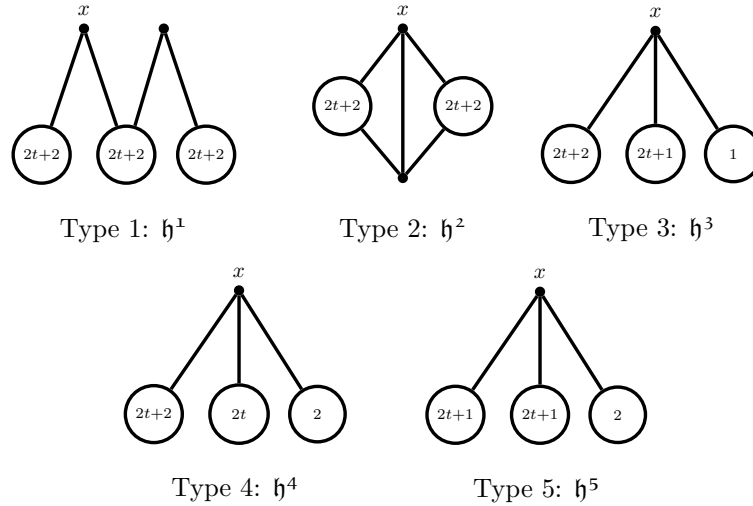 x x x
2t+2 2t+2
2t+2 2t+2 2t+2 2t+2 2t+1 1
Type 1: 𝔥¹ Type 2: 𝔥² Type 3: 𝔥³
x x
2t+2 2t 2 2t+1 2t+1 2
Type 4: 𝔥⁴ Type 5: 𝔥⁵